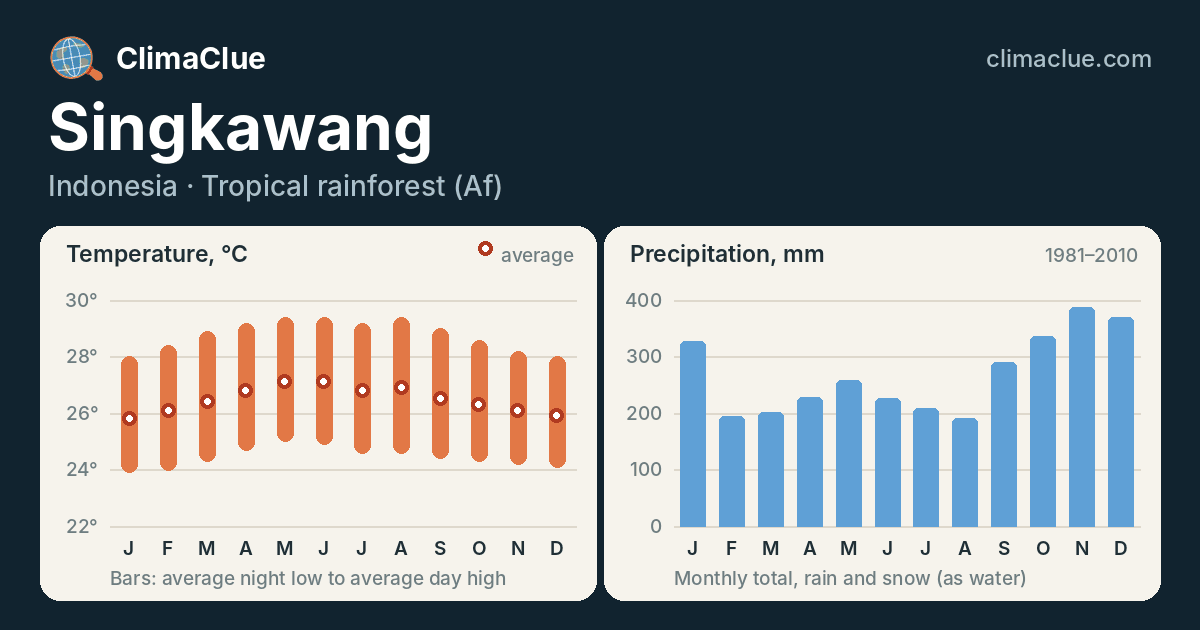 ClimaClue
climaclue.com
Singkawang
Indonesia · Tropical rainforest (Af)
Temperature, °C
average
30°
28°
26°
24°
22°
J F M A M J J A S O N D
Bars: average night low to average day high
Precipitation, mm
1981–2010
400
300
200
100
0
J F M A M J J A S O N D
Monthly total, rain and snow (as water)